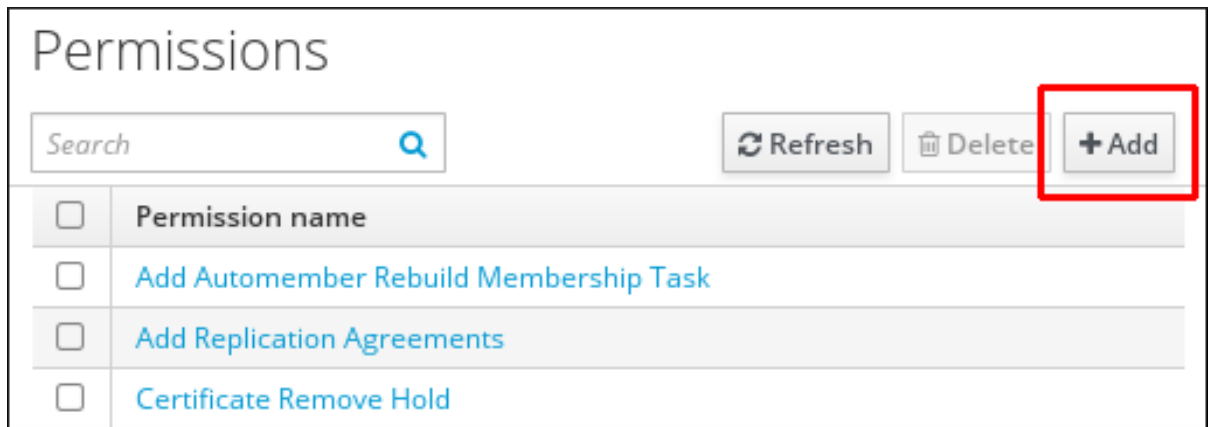 Permissions
Search Refresh Delete Add
Permission name
Add Automember Rebuild Membership Task
Add Replication Agreements
Certificate Remove Hold